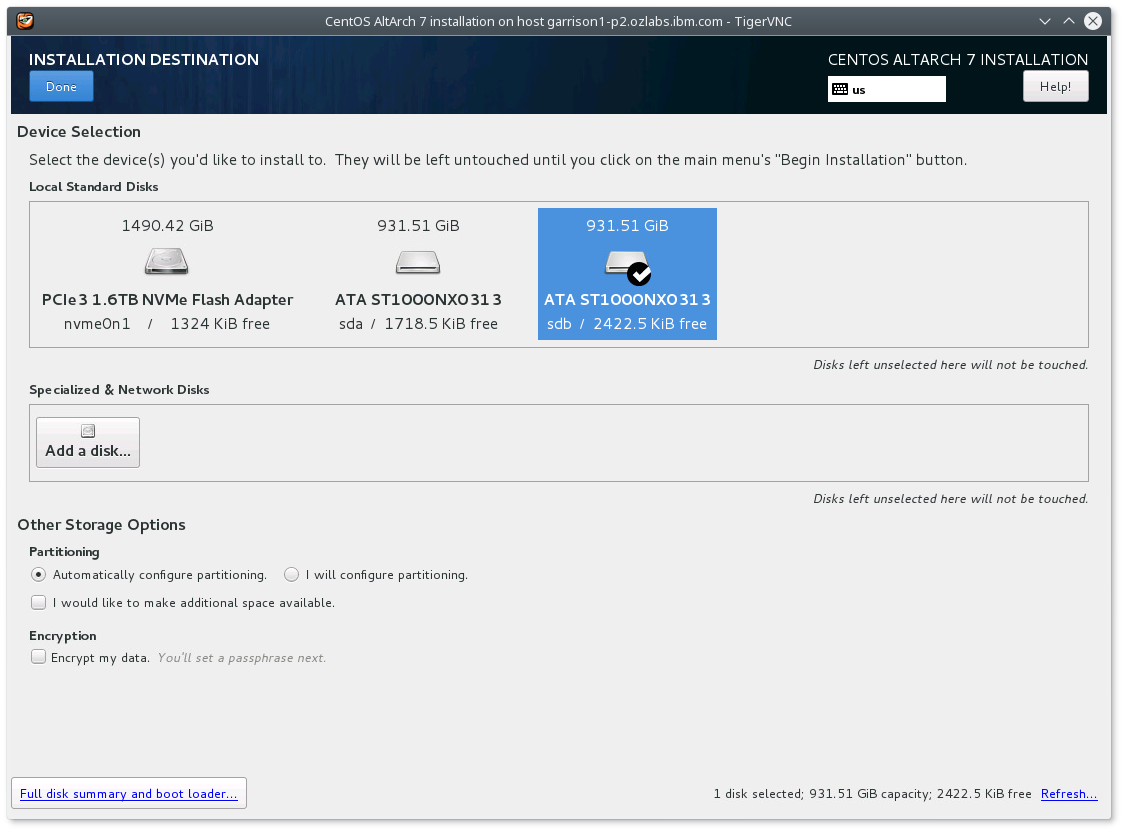 CentOS AltArch 7 installation on host garrison1-p2.ozlabs.ibm.com - TigerVNC
INSTALLATION DESTINATION
CENTOS ALTARCH 7 INSTALLATION
Done
us
Help!
Device Selection
Select the device(s) you'd like to install to. They will be left untouched until you click on the main menu's "Begin Installation" button.
Local Standard Disks
1490.42 GiB
931.51 GiB
931.51 GiB
PCIe3 1.6TB NVMe Flash Adapter
ATA ST1000NX0313
ATA ST1000NX0313
nvme0n1 / 1324 KiB free
sda / 1718.5 KiB free
sdb / 2422.5 KiB free
Disks left unselected here will not be touched.
Specialized & Network Disks
Add a disk...
Disks left unselected here will not be touched.
Other Storage Options
Partitioning
Automatically configure partitioning.
I will configure partitioning.
I would like to make additional space available.
Encryption
Encrypt my data. You'll set a passphrase next.
Full disk summary and boot loader...
1 disk selected; 931.51 GiB capacity; 2422.5 KiB free Refresh...